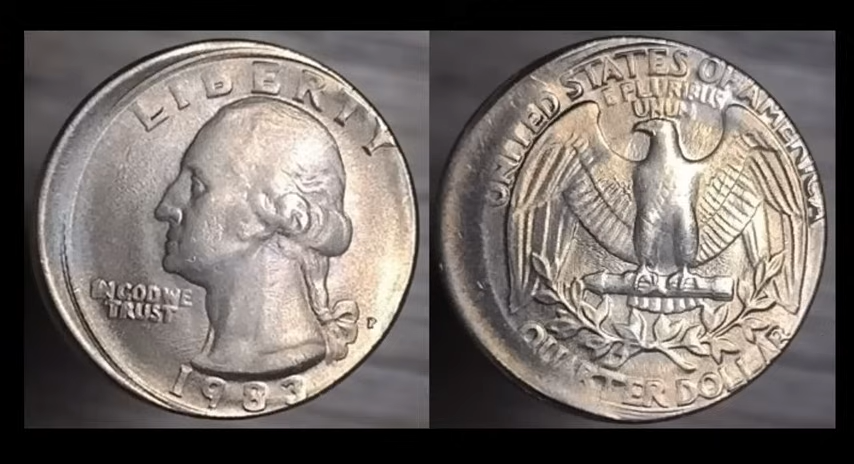 LIBERTY
IN GOD WE
TRUST
P
1983
UNITED STATES OF AMERICA
E PLURIBUS
UNUM
QUARTER DOLLAR